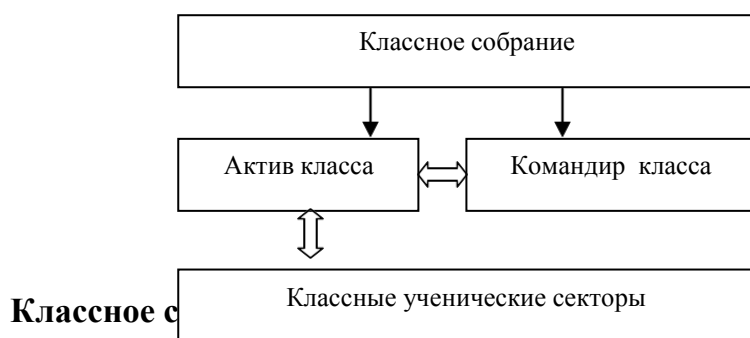 Классное собрание
Актив класса
Командир класса
Классные ученические секторы
Классное с